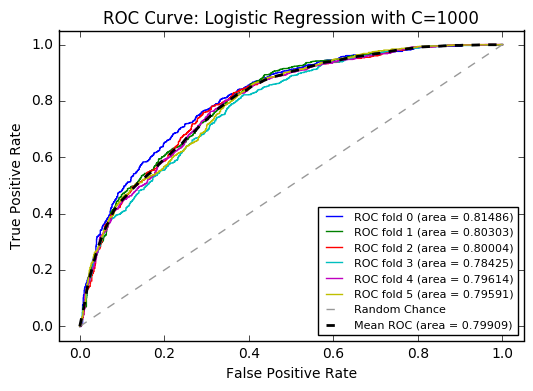 ROC Curve: Logistic Regression with C=1000
True Positive Rate
1.0
0.8
0.6
0.4
0.2
0.0
ROC fold 0 (area = 0.81486)
ROC fold 1 (area = 0.80303)
ROC fold 2 (area = 0.80004)
ROC fold 3 (area = 0.78425)
ROC fold 4 (area = 0.79614)
ROC fold 5 (area = 0.79591)
Random Chance
Mean ROC (area = 0.79909)
0.0 0.2 0.4 0.6 0.8 1.0
False Positive Rate